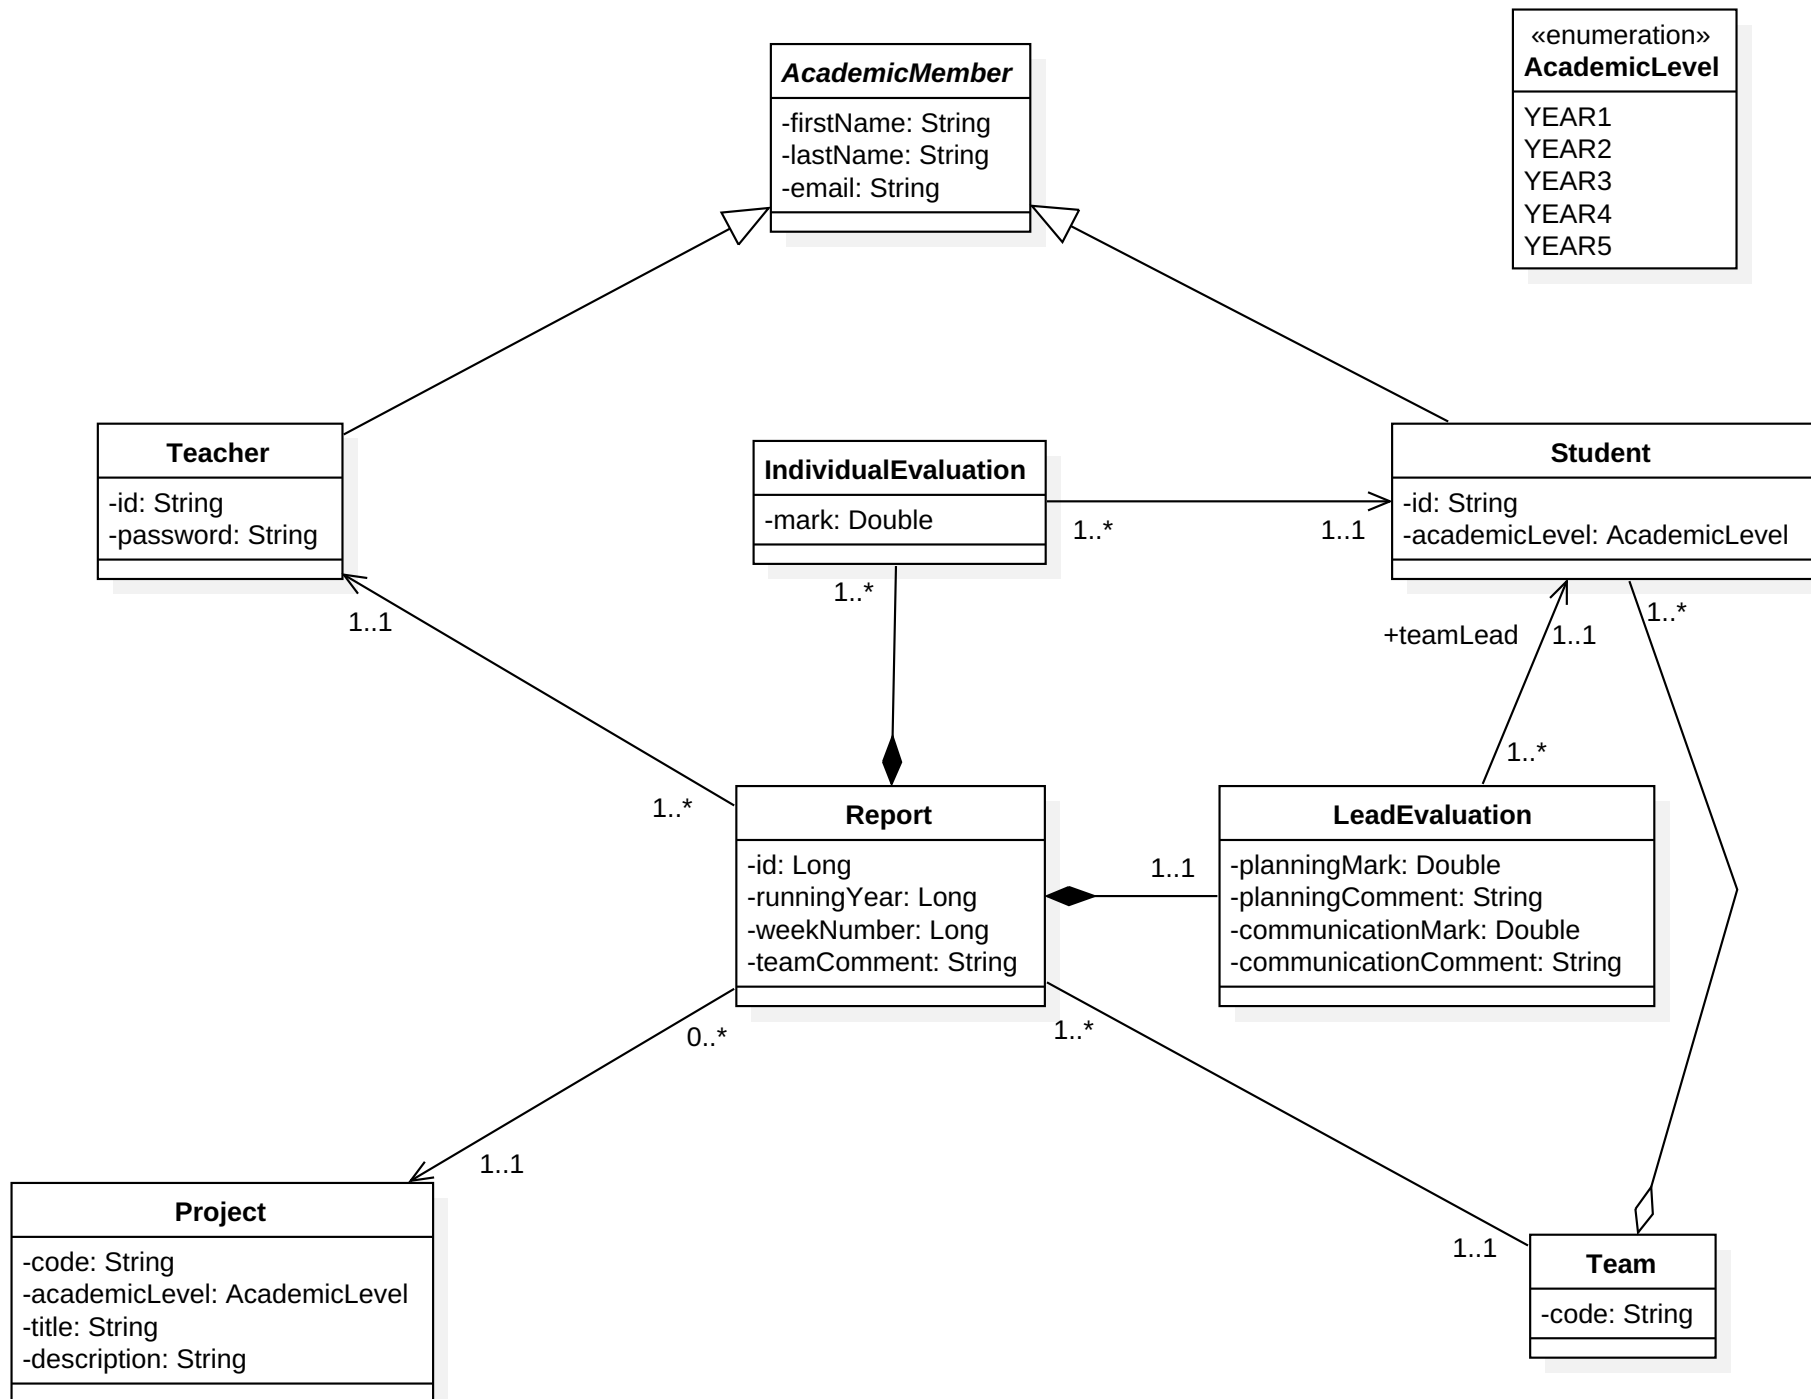 «enumeration»
AcademicLevel
YEAR1
YEAR2
YEAR3
YEAR4
YEAR5
AcademicMember
-firstName: String
-lastName: String
-email: String
Teacher
-id: String
-password: String
IndividualEvaluation
-mark: Double
Student
-id: String
-academicLevel: AcademicLevel
1..*
1..1
1..*
1..*
1..1
+teamLead
1..1
1..*
1..*
Report
-id: Long
-runningYear: Long
-weekNumber: Long
-teamComment: String
1..1
LeadEvaluation
-planningMark: Double
-planningComment: String
-communicationMark: Double
-communicationComment: String
0..*
1..*
1..1
1..1
Project
-code: String
-academicLevel: AcademicLevel
-title: String
-description: String
Team
-code: String